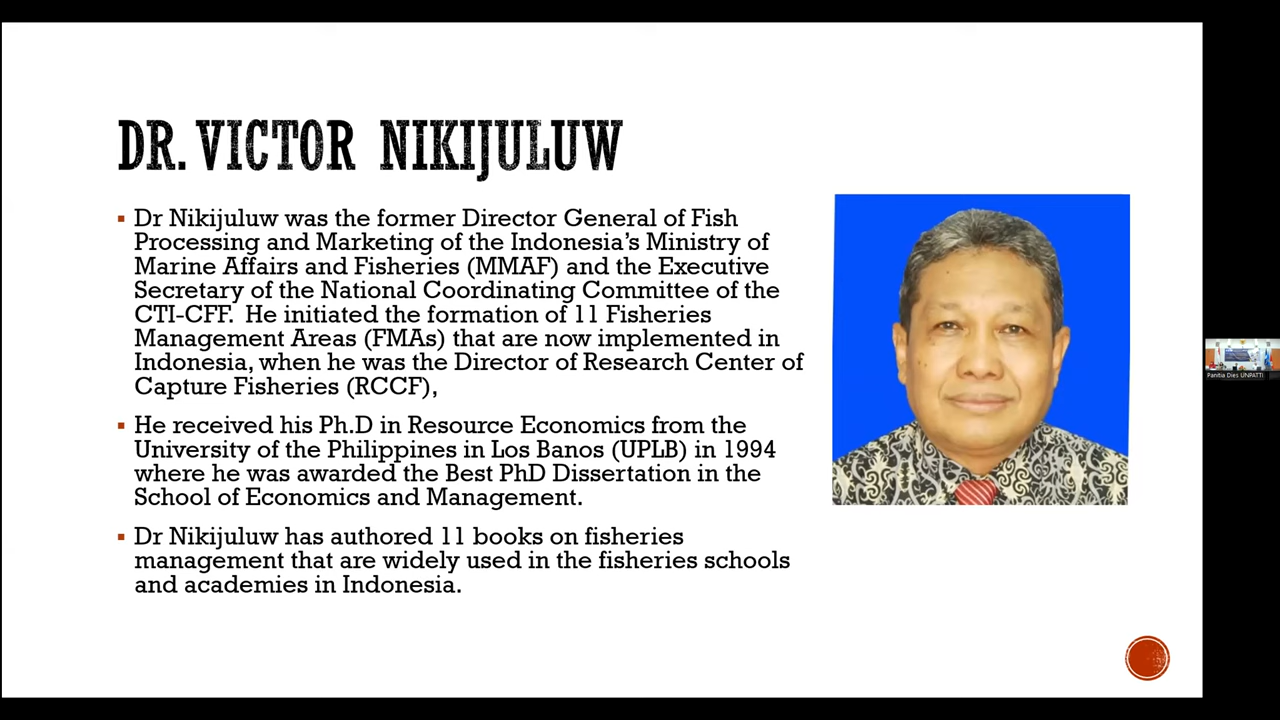 DR. VICTOR NIKIJULUW
▪ Dr Nikijuluw was the former Director General of Fish
Processing and Marketing of the Indonesia's Ministry of
Marine Affairs and Fisheries (MMAF) and the Executive
Secretary of the National Coordinating Committee of the
CTI-CFF. He initiated the formation of 11 Fisheries
Management Areas (FMAs) that are now implemented in
Indonesia, when he was the Director of Research Center of
Capture Fisheries (RCCF),
▪ He received his Ph.D in Resource Economics from the
University of the Philippines in Los Banos (UPLB) in 1994
where he was awarded the Best PhD Dissertation in the
School of Economics and Management.
▪ Dr Nikijuluw has authored 11 books on fisheries
management that are widely used in the fisheries schools
and academies in Indonesia.
Panitia Dies UNPATTI